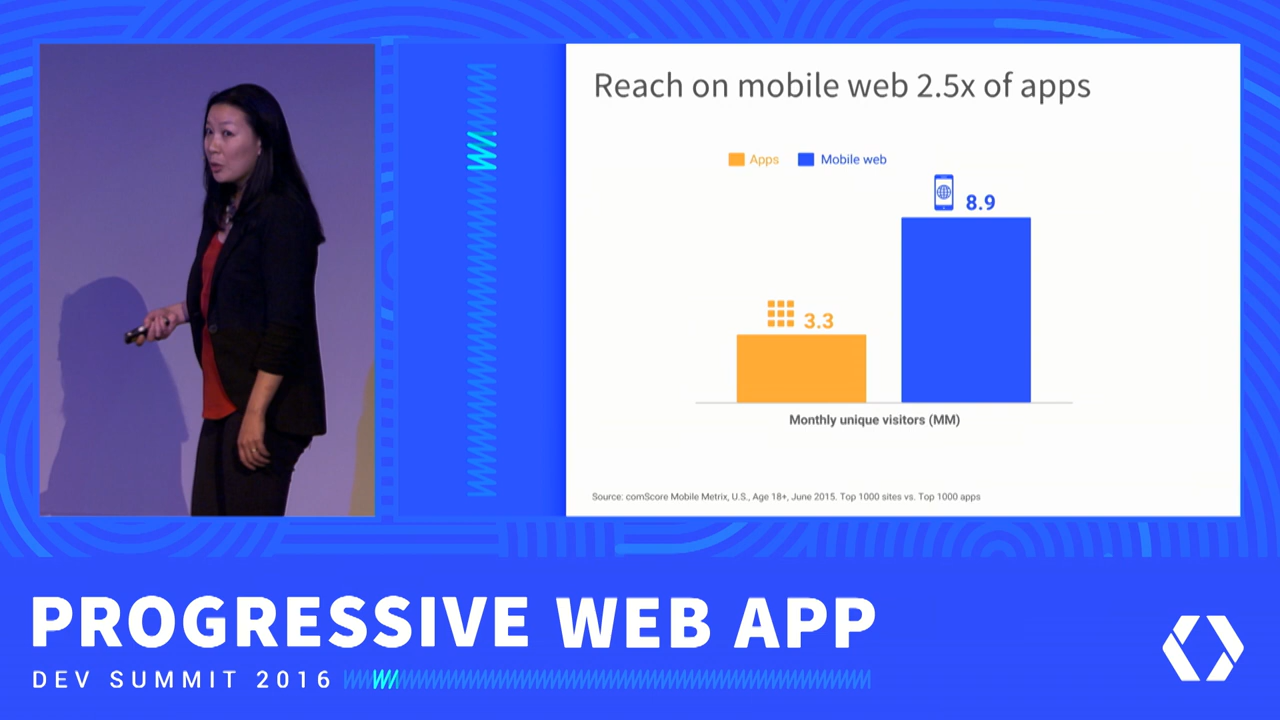 Reach on mobile web 2.5x of apps
Apps Mobile web
8.9
3.3
Monthly unique visitors (MM)
Source: comScore Mobile Metrix, U.S., Age 18+, June 2015. Top 1000 sites vs. Top 1000 apps
PROGRESSIVE WEB APP
DEV SUMMIT 2016